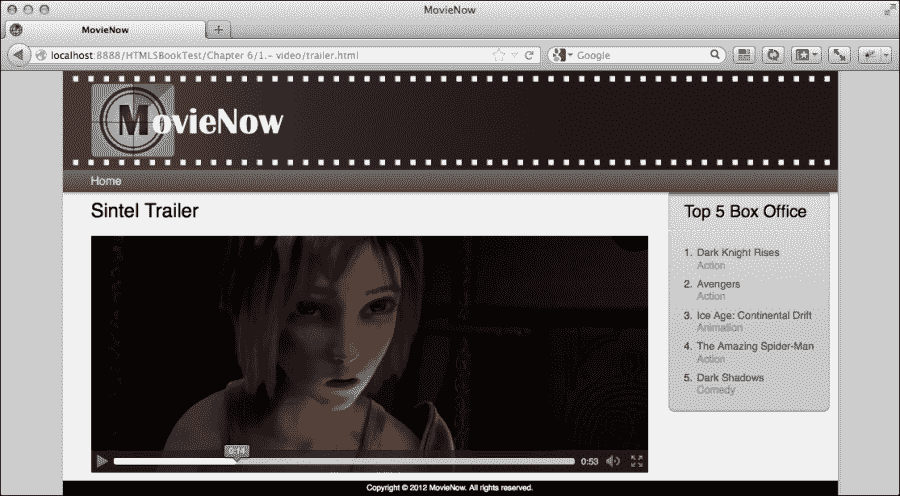 MovieNow
MovieNow
localhost:8888/HTML5BookTest/Chapter 6/1.- video/trailer.html
Google
MovieNow
Home
Sintel Trailer
Top 5 Box Office
1. Dark Knight Rises
Action
2. Avengers
Action
3. Ice Age: Continental Drift
Animation
4. The Amazing Spider-Man
Action
5. Dark Shadows
Comedy
0:14
0:53
Copyright © 2012 MovieNow. All rights reserved.